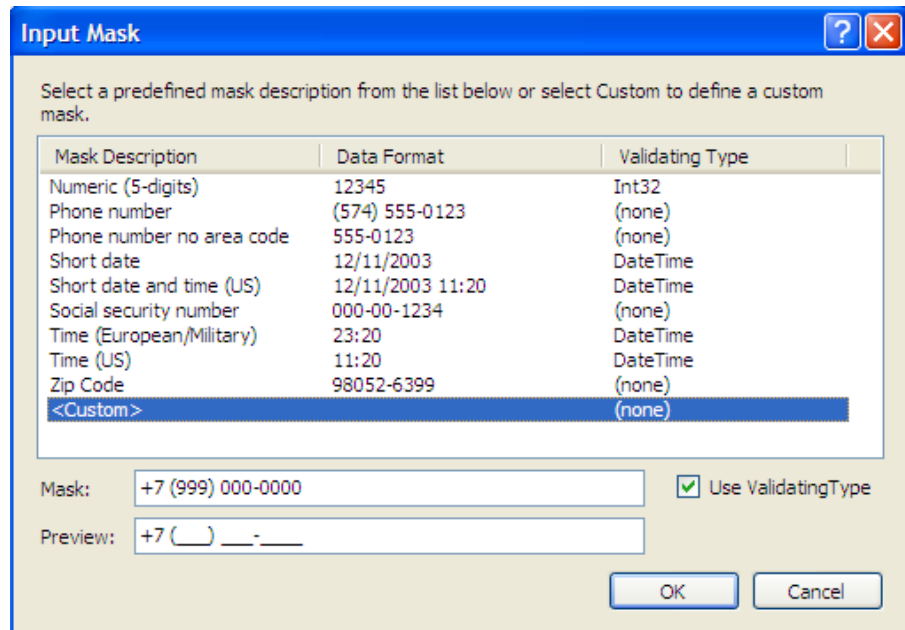 Input Mask
Select a predefined mask description from the list below or select Custom to define a custom
mask.
Mask Description Data Format Validating Type
Numeric (5-digits) 12345 Int32
Phone number (574) 555-0123 (none)
Phone number no area code 555-0123 (none)
Short date 12/11/2003 DateTime
Short date and time (US) 12/11/2003 11:20 DateTime
Social security number 000-00-1234 (none)
Time (European/Military) 23:20 DateTime
Time (US) 11:20 DateTime
Zip Code 98052-6399 (none)
<Custom> (none)
Mask: +7 (999) 000-0000 Use ValidatingType
Preview: +7 (___) ___-____
OK Cancel